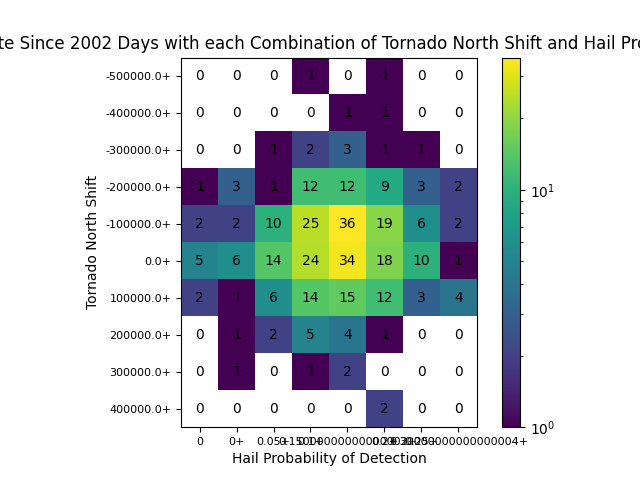 te Since 2002 Days with each Combination of Tornado North Shift and Hail Pro
-500000.0+ 0 0 0 1 0 1 0 0
-400000.0+ 0 0 0 0 1 1 0 0
-300000.0+ 0 0 1 2 3 1 1 0
-200000.0+ 1 3 1 12 12 9 3 2
-100000.0+ 2 2 10 25 36 19 6 2
0.0+ 5 6 14 24 34 18 10 1
100000.0+ 2 1 6 14 15 12 3 4
200000.0+ 0 1 2 5 4 1 0 0
300000.0+ 0 1 0 1 2 0 0 0
400000.0+ 0 0 0 0 0 2 0 0
0 0+ 0.05+
Hail Probability of Detection
Tornado North Shift
10¹
10⁰